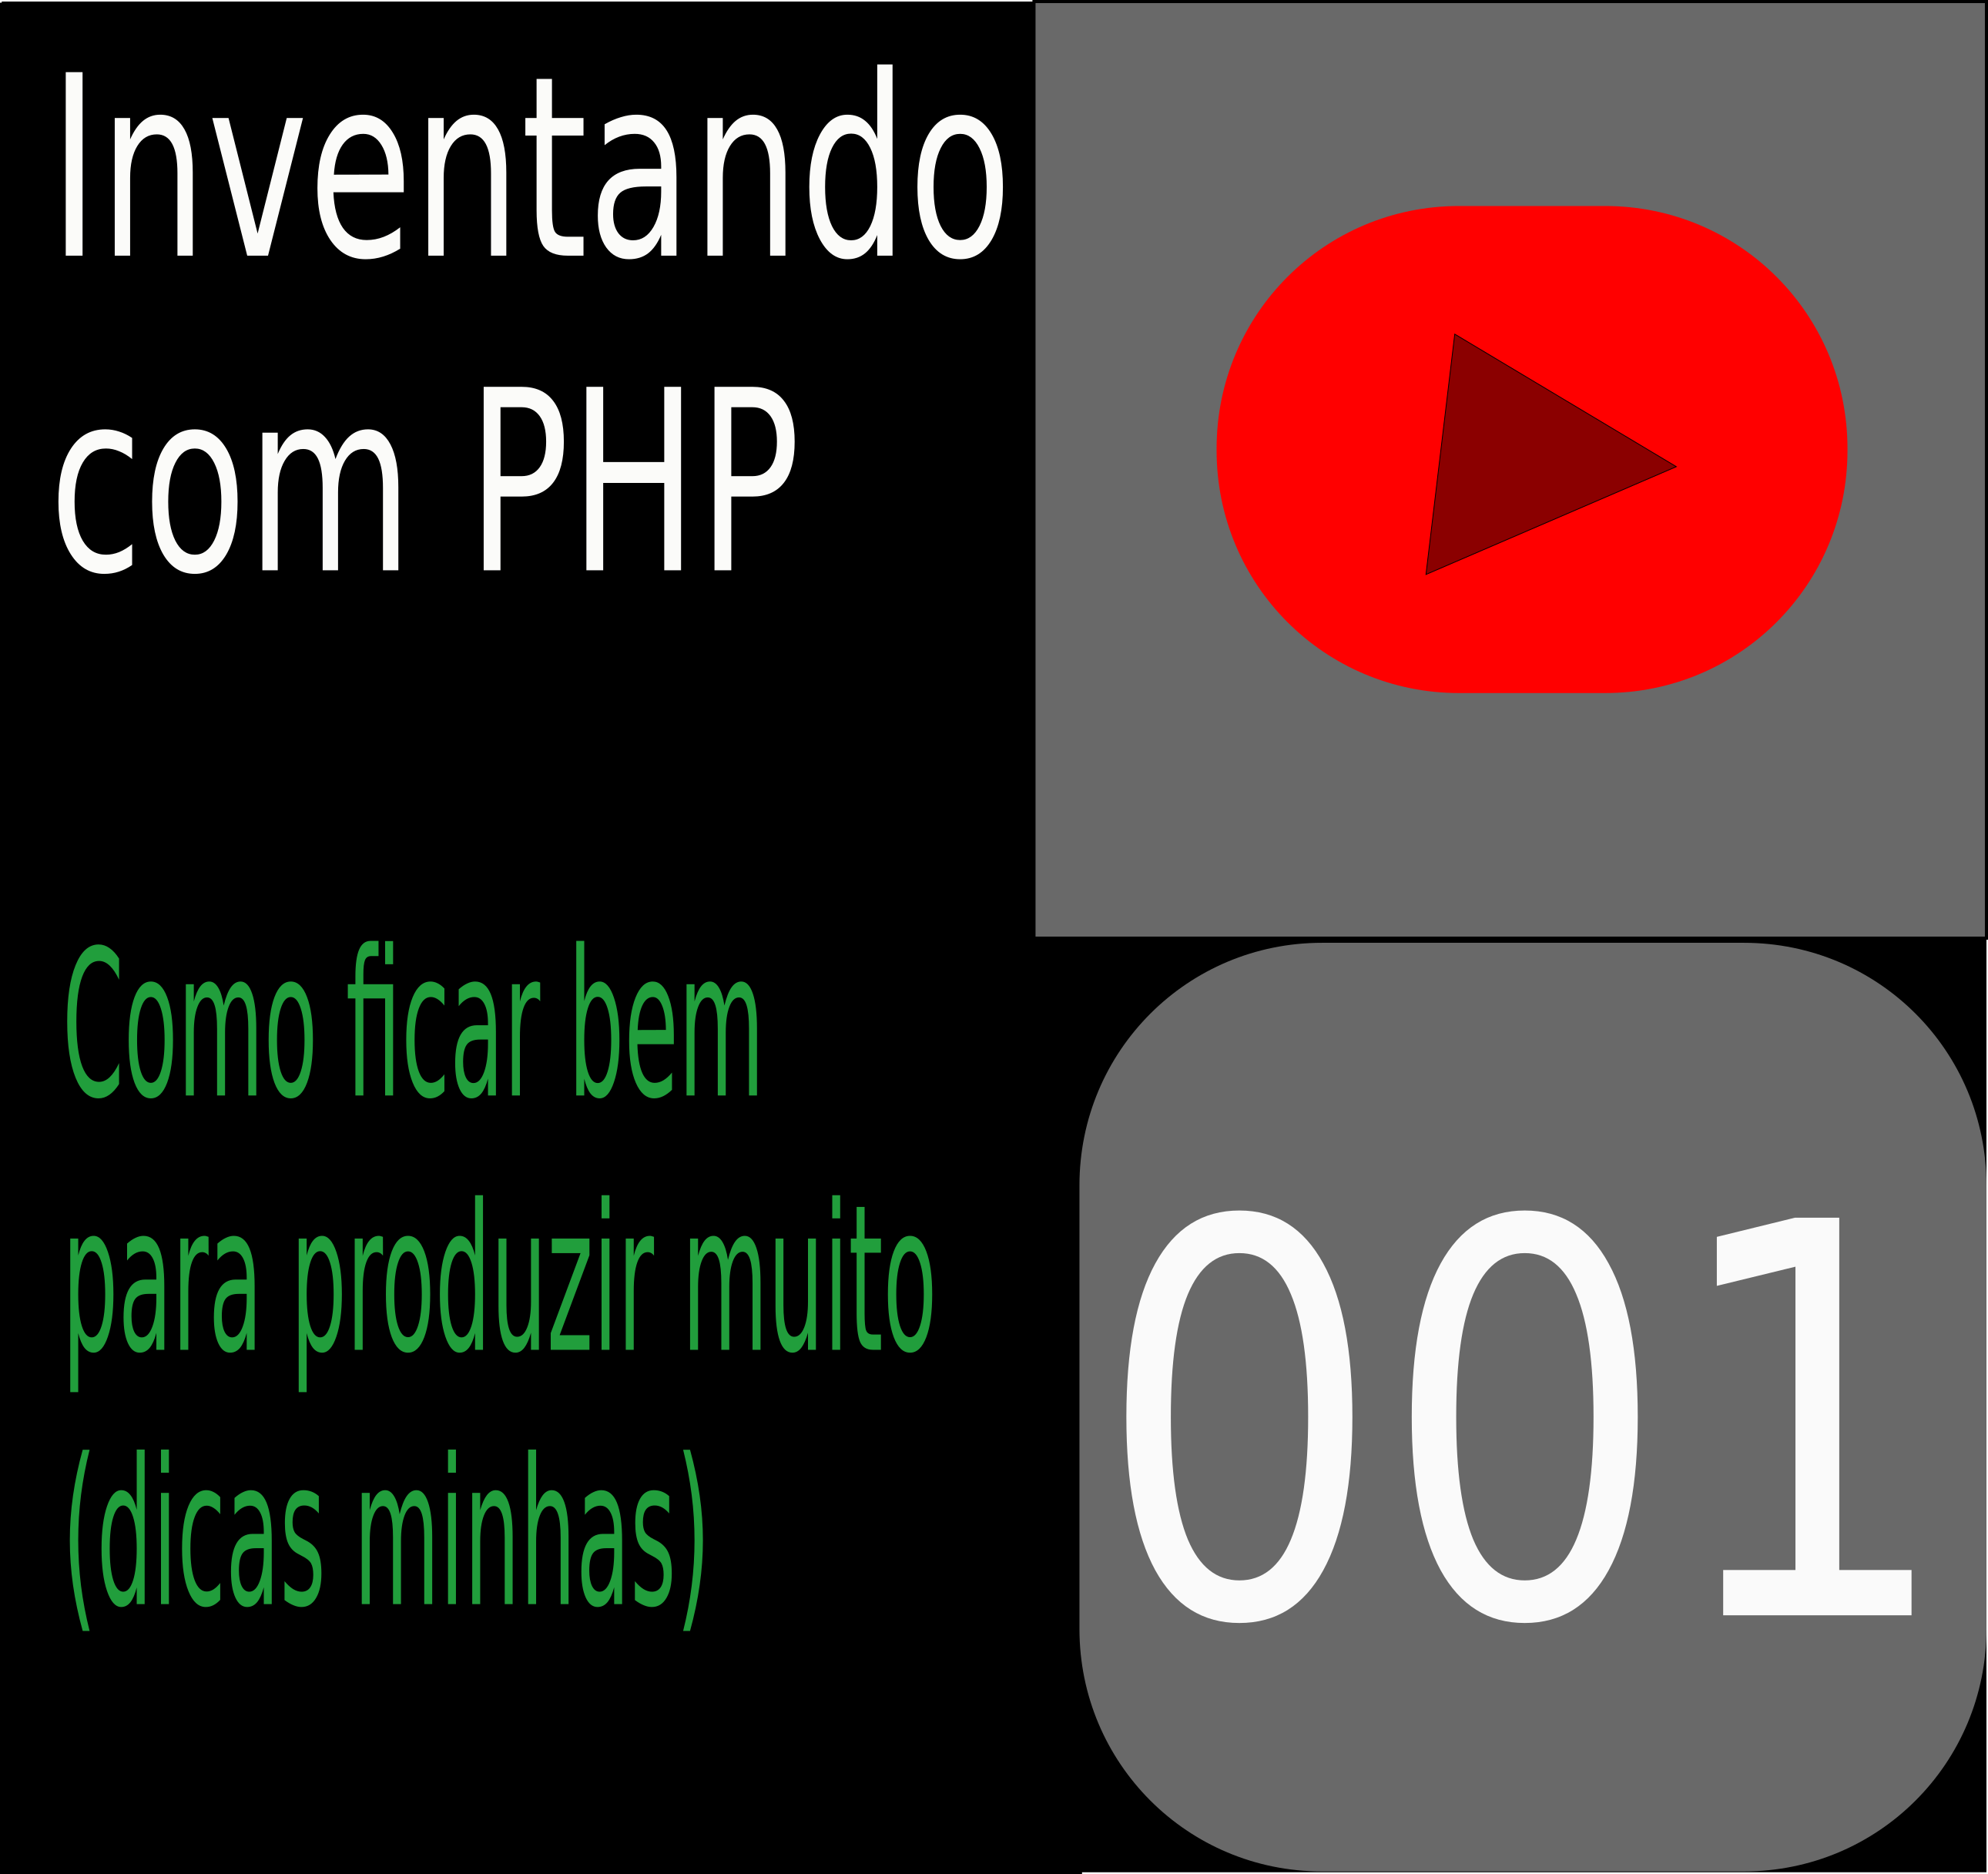 Inventando
com PHP
Como ficar bem
para produzir muito
(dicas minhas)
001